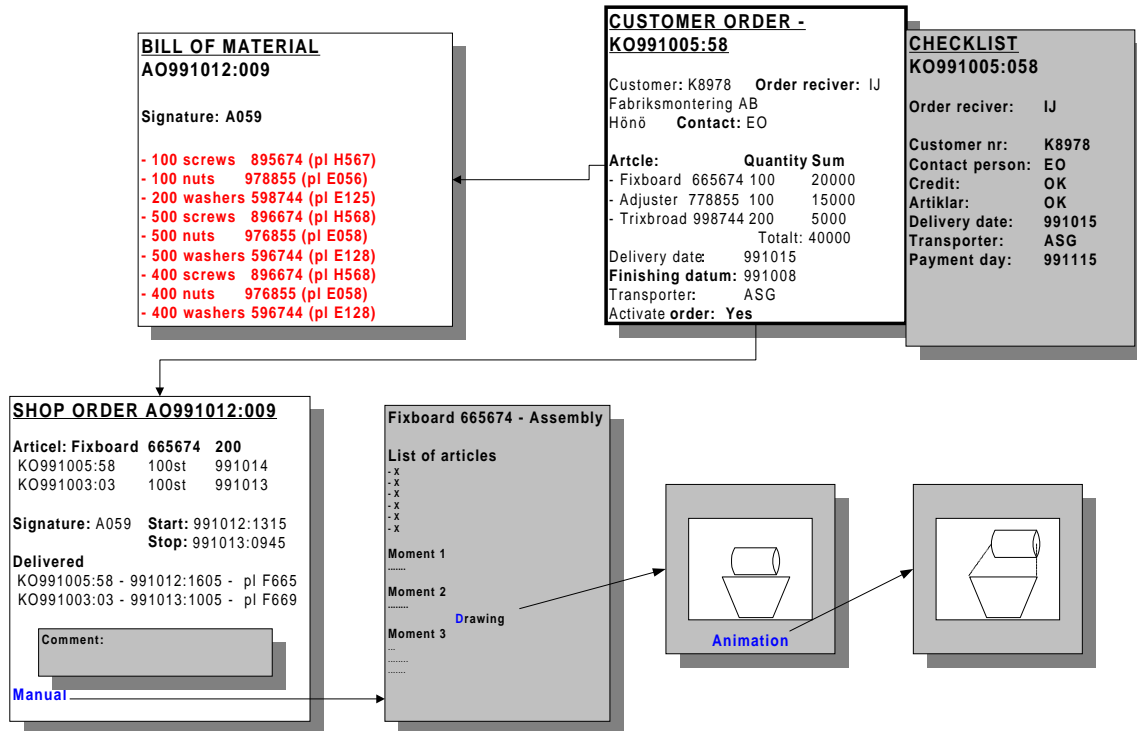 BILL OF MATERIAL
AO991012:009
Signature: A059
- 100 screws 895674 (pl H567)
- 100 nuts 978855 (pl E056)
- 200 washers 598744 (pl E125)
- 500 screws 896674 (pl H568)
- 500 nuts 976855 (pl E058)
- 500 washers 596744 (pl E128)
- 400 screws 896674 (pl H568)
- 400 nuts 976855 (pl E058)
- 400 washers 596744 (pl E128)
CUSTOMER ORDER -
KO991005:58
Customer: K8978 Order reciver: IJ
Fabriksmontering AB
Hönö Contact: EO
Artcle: Quantity Sum
- Fixboard 665674 100 20000
- Adjuster 778855 100 15000
- Trixbroad 998744 200 5000
Totalt: 40000
Delivery date: 991015
Finishing datum: 991008
Transporter: ASG
Activate order: Yes
CHECKLIST
KO991005:058
Order reciver: IJ
Customer nr: K8978
Contact person: EO
Credit: OK
Artiklar: OK
Delivery date: 991015
Transporter: ASG
Payment day: 991115
SHOP ORDER AO991012:009
Articel: Fixboard 665674 200
KO991005:58 100st 991014
KO991003:03 100st 991013
Signature: A059 Start: 991012:1315
Stop: 991013:0945
Delivered
KO991005:58 - 991012:1605 - pl F665
KO991003:03 - 991013:1005 - pl F669
Comment:
Manual
Fixboard 665674 - Assembly
List of articles
- X
- X
- X
- X
- X
- X
Moment 1
.......
Moment 2
........
Drawing
Moment 3
...
........
.......
Animation